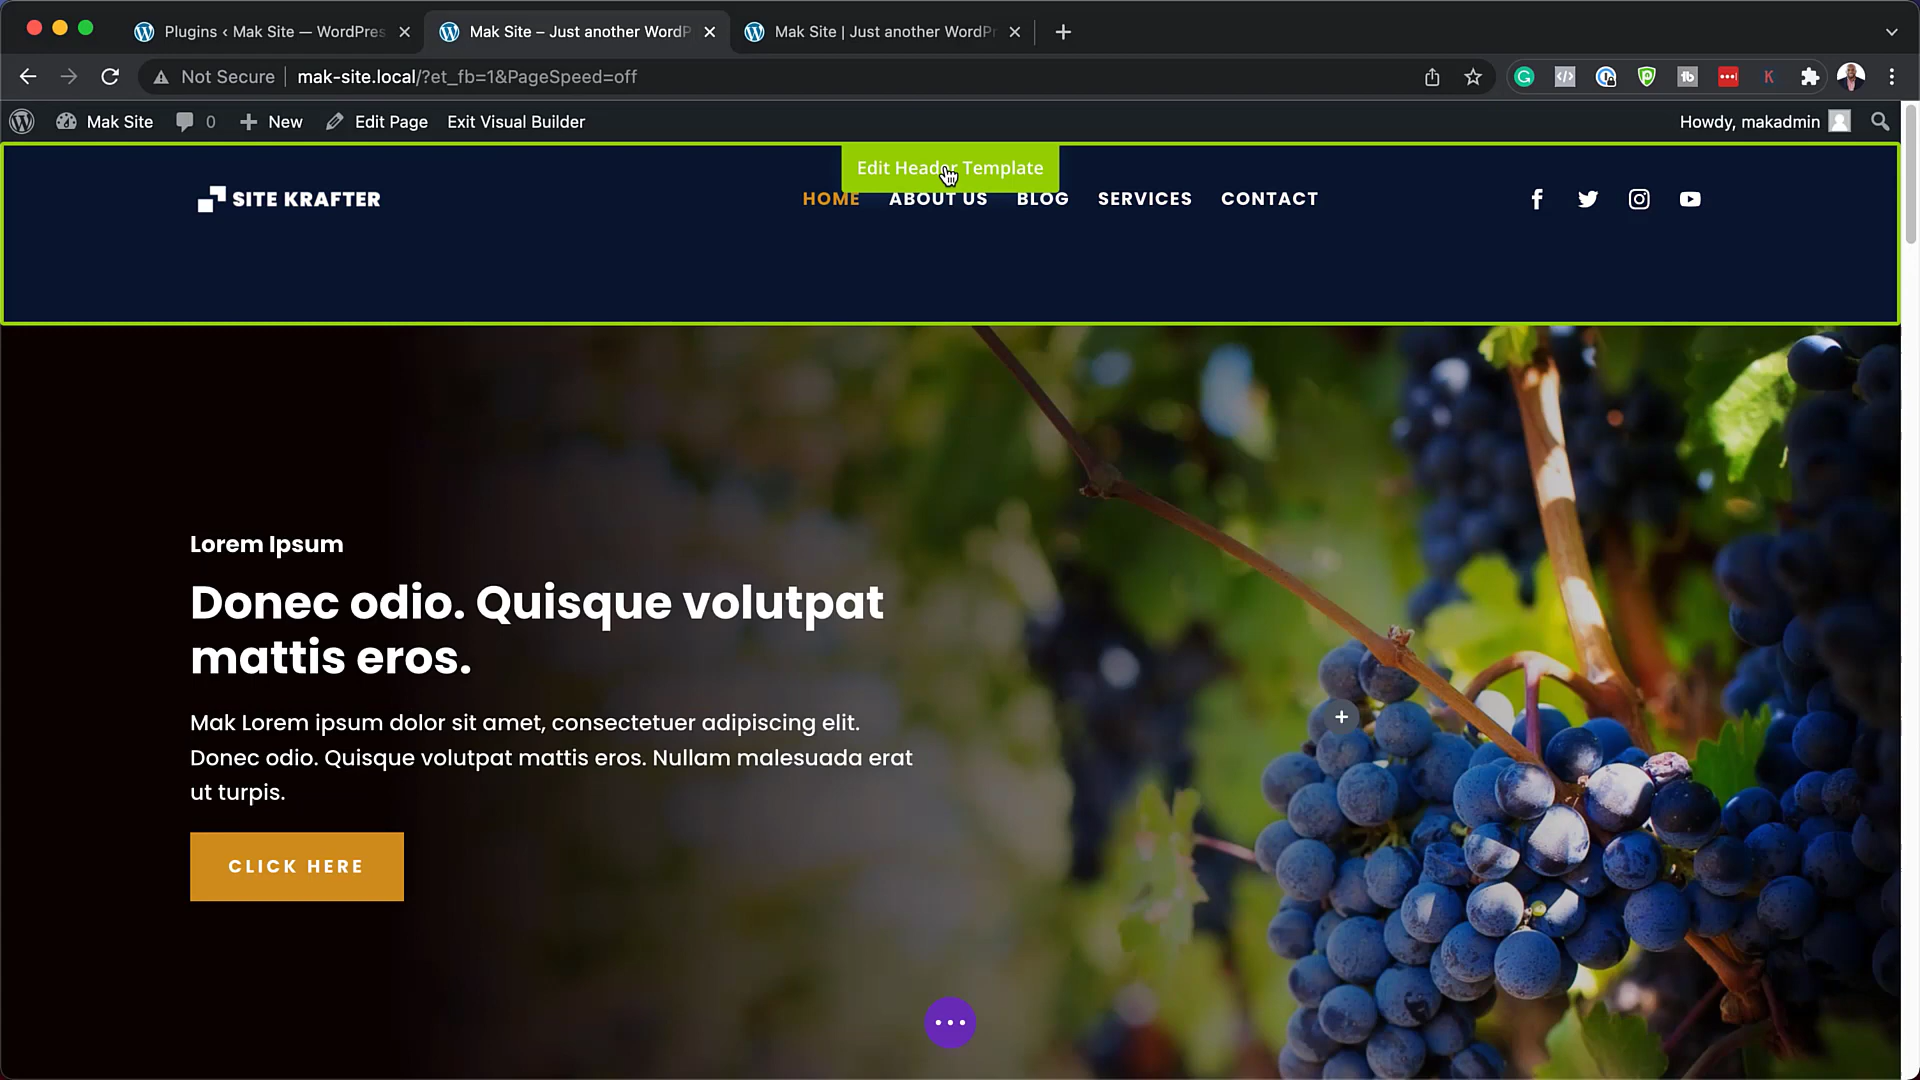 Plugins ‹ Mak Site — WordPres
Mak Site – Just another WordP
Mak Site | Just another WordPr
Not Secure
mak-site.local/?et_fb=1&PageSpeed=off
Mak Site
0
New
Edit Page
Exit Visual Builder
Howdy, makadmin
Edit Header Template
SITE KRAFTER
HOME
ABOUT US
BLOG
SERVICES
CONTACT
Lorem Ipsum
Donec odio. Quisque volutpat
mattis eros.
Mak Lorem ipsum dolor sit amet, consectetuer adipiscing elit.
Donec odio. Quisque volutpat mattis eros. Nullam malesuada erat
ut turpis.
CLICK HERE